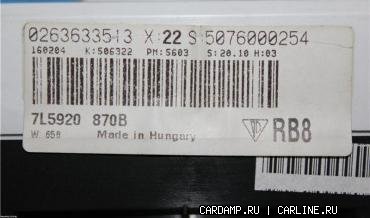 0263633513 X:22 S:5076000254
160204 K:506322 PM:5603 S:20.10 H:03
7L5920 870B
W. 658 Made in Hungary RB8
WWW.CARDAMP.RU | CARLINE.RU